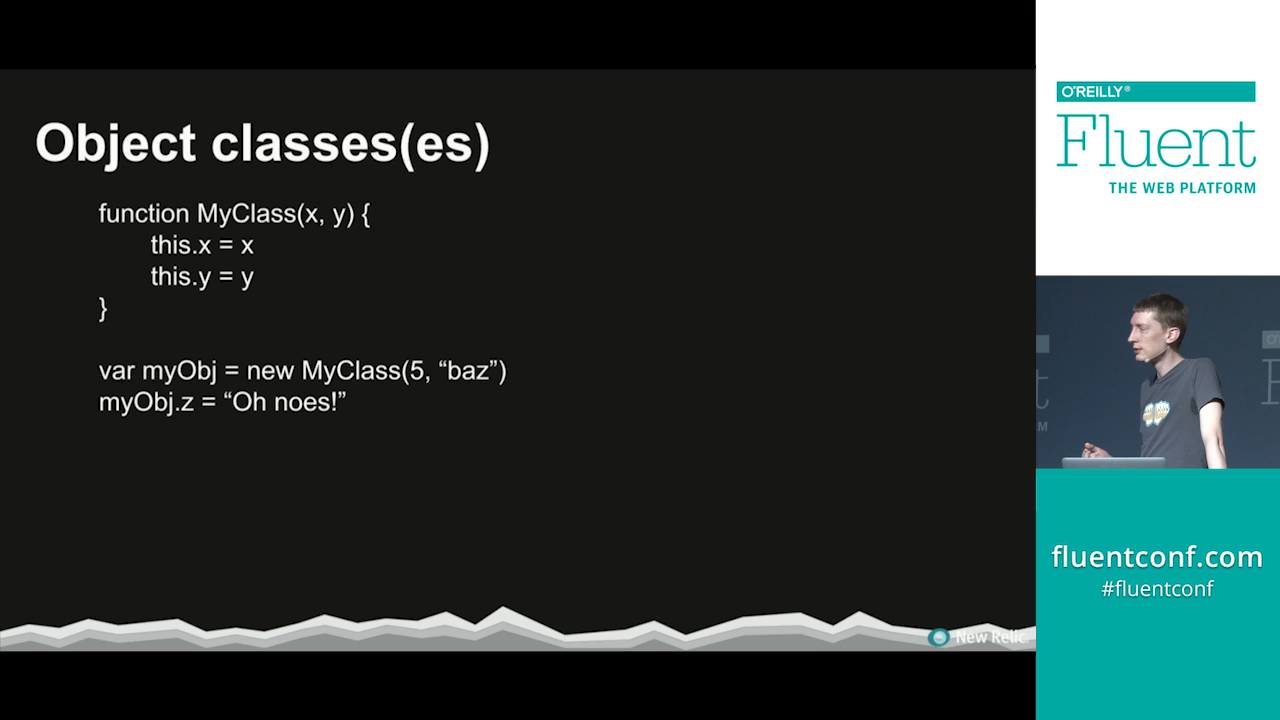 Object classes(es)
function MyClass(x, y) {
this.x = x
this.y = y
}
var myObj = new MyClass(5, “baz”)
myObj.z = “Oh noes!”
New Relic
O'REILLY®
Fluent
THE WEB PLATFORM
fluentconf.com
#fluentconf